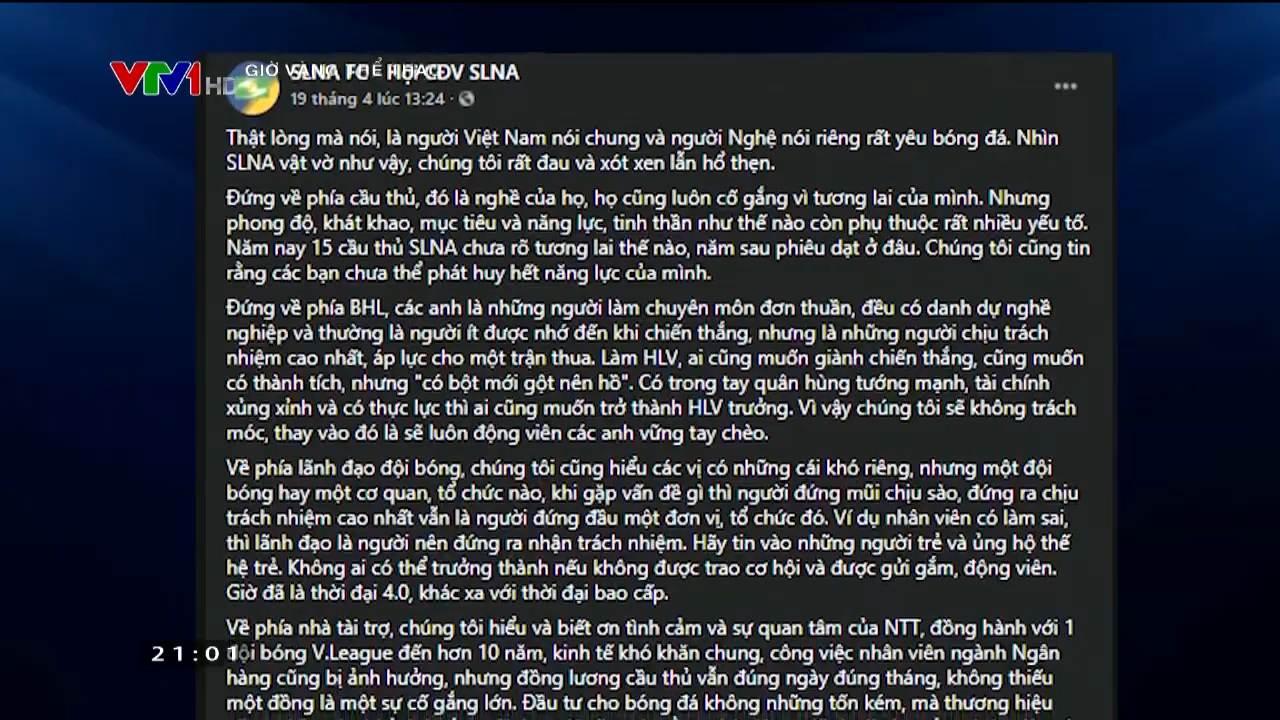 VTV1 HD
GIỜ VÀNG THỂ THAO
SLNA FC - Hội CĐV SLNA
19 tháng 4 lúc 13:24 ·
Thật lòng mà nói, là người Việt Nam nói chung và người Nghệ nói riêng rất yêu bóng đá. Nhìn
SLNA vật vờ như vậy, chúng tôi rất đau và xót xen lẫn hổ thẹn.
Đứng về phía cầu thủ, đó là nghề của họ, họ cũng luôn cố gắng vì tương lai của mình. Nhưng
phong độ, khát khao, mục tiêu và năng lực, tinh thần như thế nào còn phụ thuộc rất nhiều yếu tố.
Năm nay 15 cầu thủ SLNA chưa rõ tương lai thế nào, năm sau phiêu dạt ở đâu. Chúng tôi cũng tin
rằng các bạn chưa thể phát huy hết năng lực của mình.
Đứng về phía BHL, các anh là những người làm chuyên môn đơn thuần, đều có danh dự nghề
nghiệp và thường là người ít được nhớ đến khi chiến thắng, nhưng là những người chịu trách
nhiệm cao nhất, áp lực cho một trận thua. Làm HLV, ai cũng muốn giành chiến thắng, cũng muốn
có thành tích, nhưng "có bột mới gột nên hồ". Có trong tay quân hùng tướng mạnh, tài chính
xủng xỉnh và có thực lực thì ai cũng muốn trở thành HLV trưởng. Vì vậy chúng tôi sẽ không trách
móc, thay vào đó là sẽ luôn động viên các anh vững tay chèo.
Về phía lãnh đạo đội bóng, chúng tôi cũng hiểu các vị có những cái khó riêng, nhưng một đội
bóng hay một cơ quan, tổ chức nào, khi gặp vấn đề gì thì người đứng mũi chịu sào, đứng ra chịu
trách nhiệm cao nhất vẫn là người đứng đầu một đơn vị, tổ chức đó. Ví dụ nhân viên có làm sai,
thì lãnh đạo là người nên đứng ra nhận trách nhiệm. Hãy tin vào những người trẻ và ủng hộ thế
hệ trẻ. Không ai có thể trưởng thành nếu không được trao cơ hội và được gửi gắm, động viên.
Giờ đã là thời đại 4.0, khác xa với thời đại bao cấp.
Về phía nhà tài trợ, chúng tôi hiểu và biết ơn tình cảm và sự quan tâm của NTT, đồng hành với 1
đội bóng V.League đến hơn 10 năm, kinh tế khó khăn chung, công việc nhân viên ngành Ngân
hàng cũng bị ảnh hưởng, nhưng đồng lương cầu thủ vẫn đúng ngày đúng tháng, không thiếu
một đồng là một sự cố gắng lớn. Đầu tư cho bóng đá không những tốn kém, mà thương hiệu
21:01